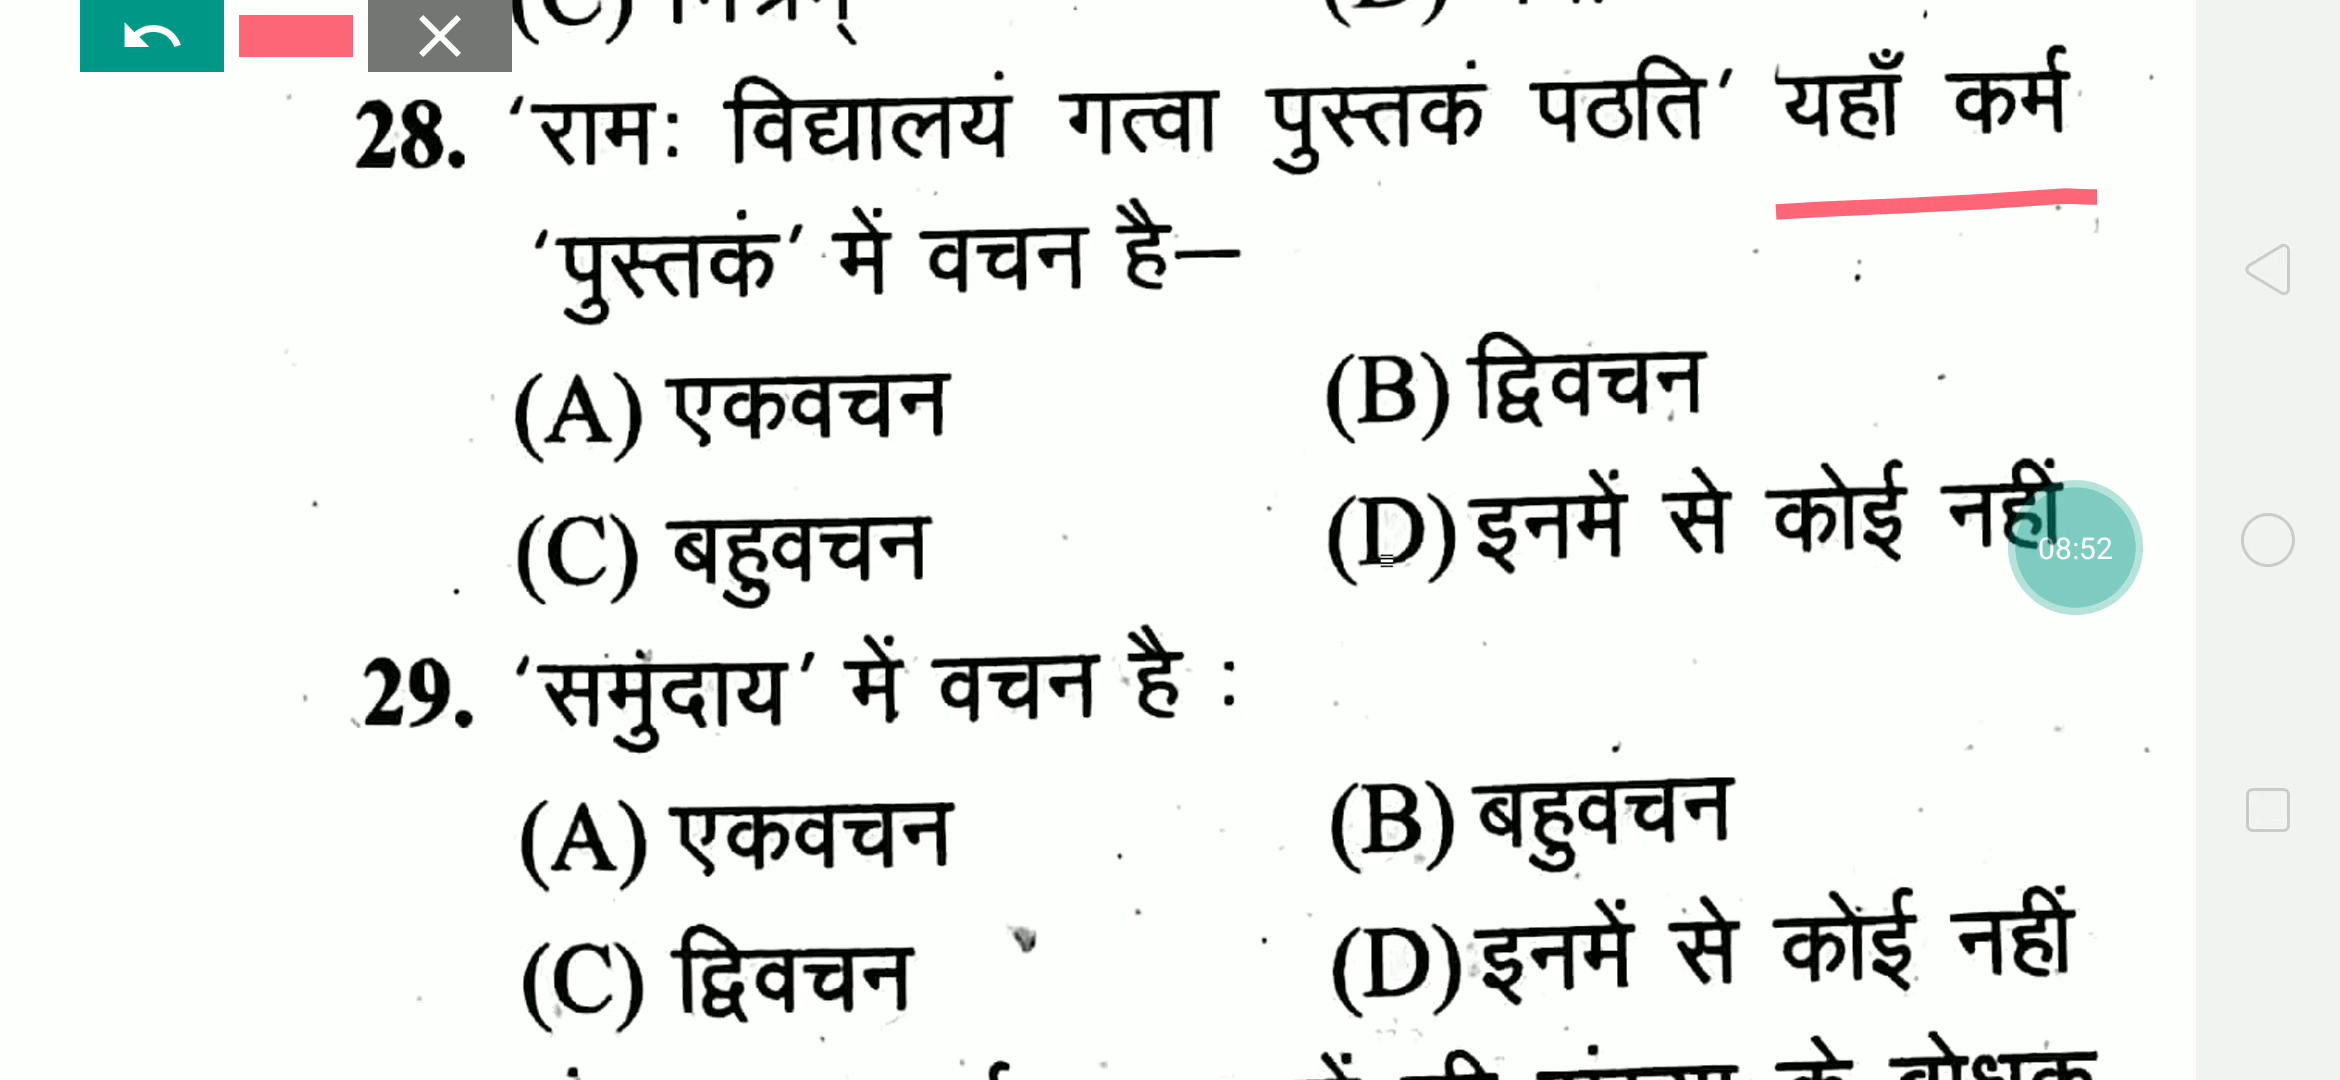 28. ‘रामः विद्यालयं गत्वा पुस्तकं पठति’ यहाँ कर्म
‘पुस्तकं’ में वचन है—
(A) एकवचन (B) द्विवचन
(C) बहुवचन (D) इनमें से कोई नहीं
08:52
29. ‘समुदाय’ में वचन है :
(A) एकवचन (B) बहुवचन
(C) द्विवचन (D) इनमें से कोई नहीं